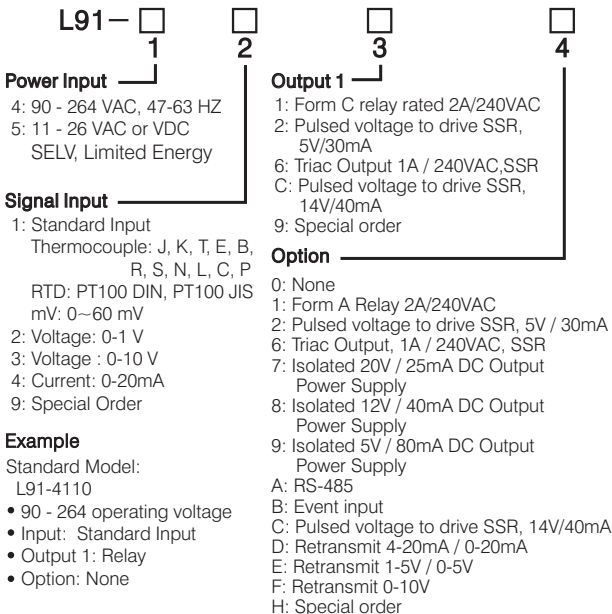 L91—
1 2 3 4
Power Input
4: 90 - 264 VAC, 47-63 HZ
5: 11 - 26 VAC or VDC
SELV, Limited Energy
Signal Input
1: Standard Input
Thermocouple: J, K, T, E, B,
R, S, N, L, C, P
RTD: PT100 DIN, PT100 JIS
mV: 0~60 mV
2: Voltage: 0-1 V
3: Voltage : 0-10 V
4: Current: 0-20mA
9: Special Order
Example
Standard Model:
L91-4110
• 90 - 264 operating voltage
• Input: Standard Input
• Output 1: Relay
• Option: None
Output 1
1: Form C relay rated 2A/240VAC
2: Pulsed voltage to drive SSR,
5V/30mA
6: Triac Output 1A / 240VAC,SSR
C: Pulsed voltage to drive SSR,
14V/40mA
9: Special order
Option
0: None
1: Form A Relay 2A/240VAC
2: Pulsed voltage to drive SSR, 5V / 30mA
6: Triac Output, 1A / 240VAC, SSR
7: Isolated 20V / 25mA DC Output
Power Supply
8: Isolated 12V / 40mA DC Output
Power Supply
9: Isolated 5V / 80mA DC Output
Power Supply
A: RS-485
B: Event input
C: Pulsed voltage to drive SSR, 14V/40mA
D: Retransmit 4-20mA / 0-20mA
E: Retransmit 1-5V / 0-5V
F: Retransmit 0-10V
H: Special order